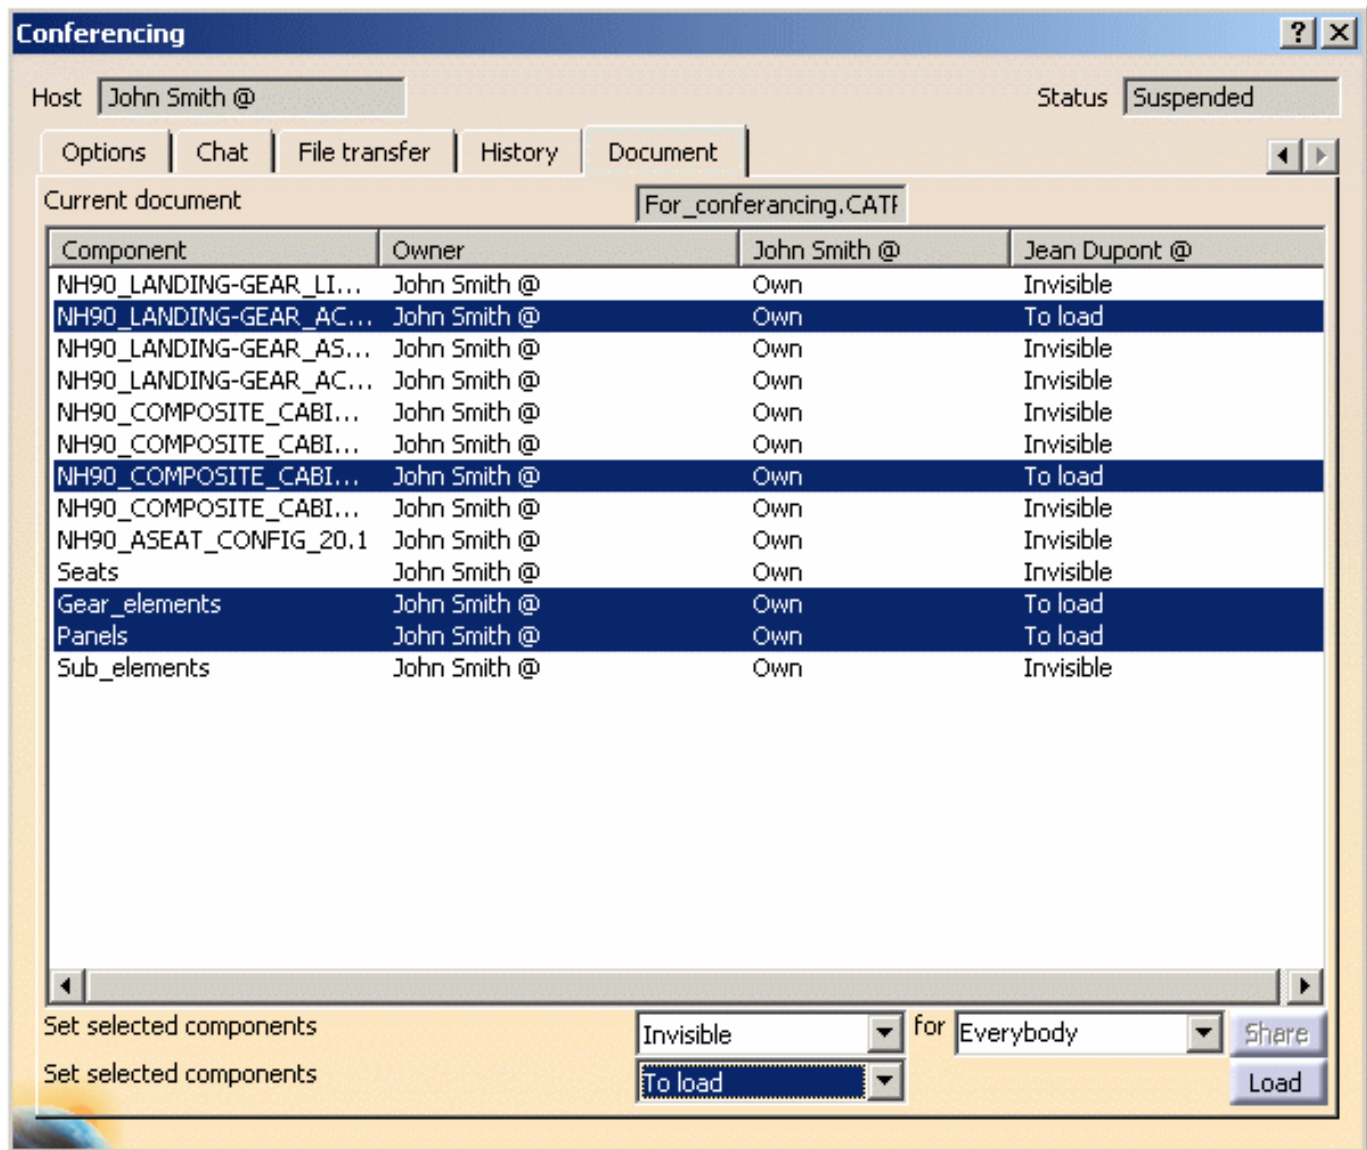 Conferencing
Host John Smith @ Status Suspended
Options Chat File transfer History Document
Current document For_conferancing.CATP
Component Owner John Smith @ Jean Dupont @
NH90_LANDING-GEAR_LI... John Smith @ Own Invisible
NH90_LANDING-GEAR_AC... John Smith @ Own To load
NH90_LANDING-GEAR_AS... John Smith @ Own Invisible
NH90_LANDING-GEAR_AC... John Smith @ Own Invisible
NH90_COMPOSITE_CABI... John Smith @ Own Invisible
NH90_COMPOSITE_CABI... John Smith @ Own Invisible
NH90_COMPOSITE_CABI... John Smith @ Own To load
NH90_COMPOSITE_CABI... John Smith @ Own Invisible
NH90_ASEAT_CONFIG_20.1 John Smith @ Own Invisible
Seats John Smith @ Own Invisible
Gear_elements John Smith @ Own To load
Panels John Smith @ Own To load
Sub_elements John Smith @ Own Invisible
Set selected components Invisible for Everybody Share
Set selected components To load Load